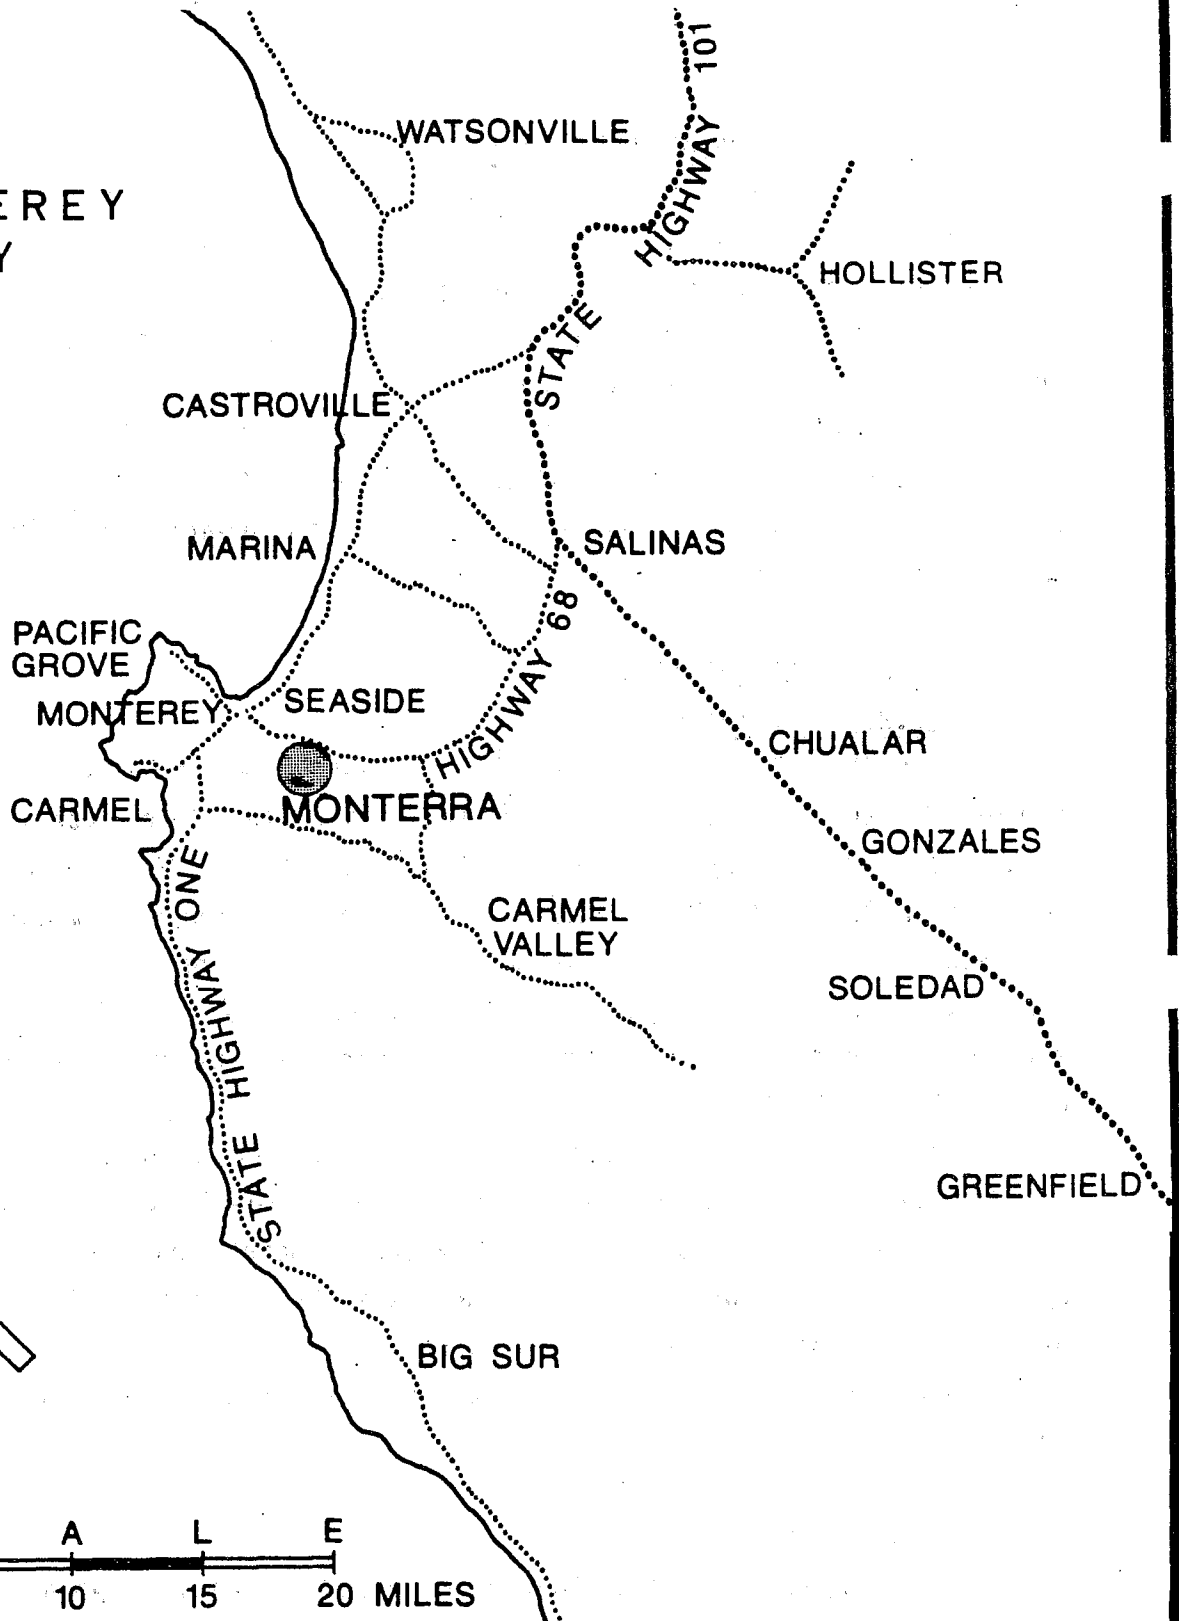 101
HIGHWAY
STATE
WATSONVILLE
EREY
Y
HOLLISTER
CASTROVILLE
MARINA
SALINAS
68
HIGHWAY
PACIFIC
GROVE
MONTEREY
SEASIDE
CHUALAR
MONTERRA
CARMEL
GONZALES
CARMEL
VALLEY
SOLEDAD
STATE HIGHWAY ONE
GREENFIELD
BIG SUR
A L E
10 15 20 MILES